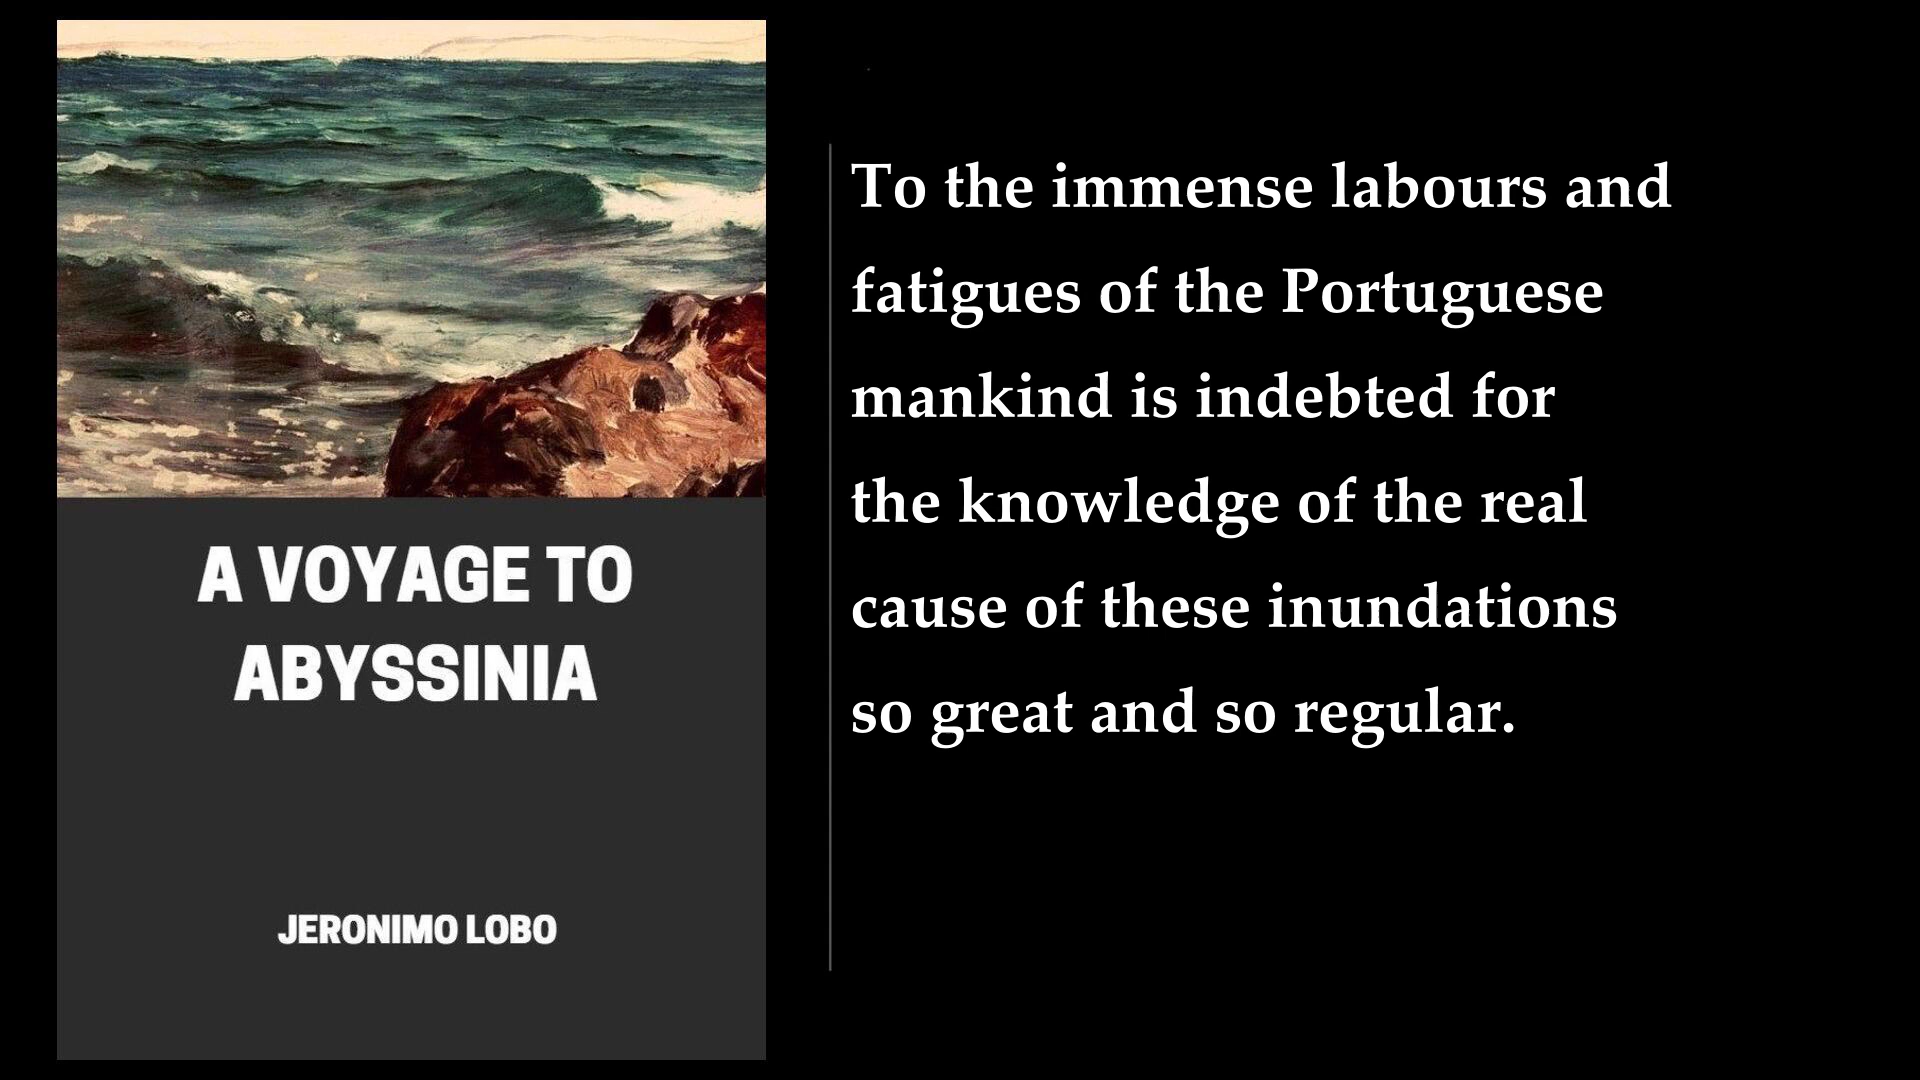 A VOYAGE TO
ABYSSINIA
JERONIMO LOBO
To the immense labours and
fatigues of the Portuguese
mankind is indebted for
the knowledge of the real
cause of these inundations
so great and so regular.